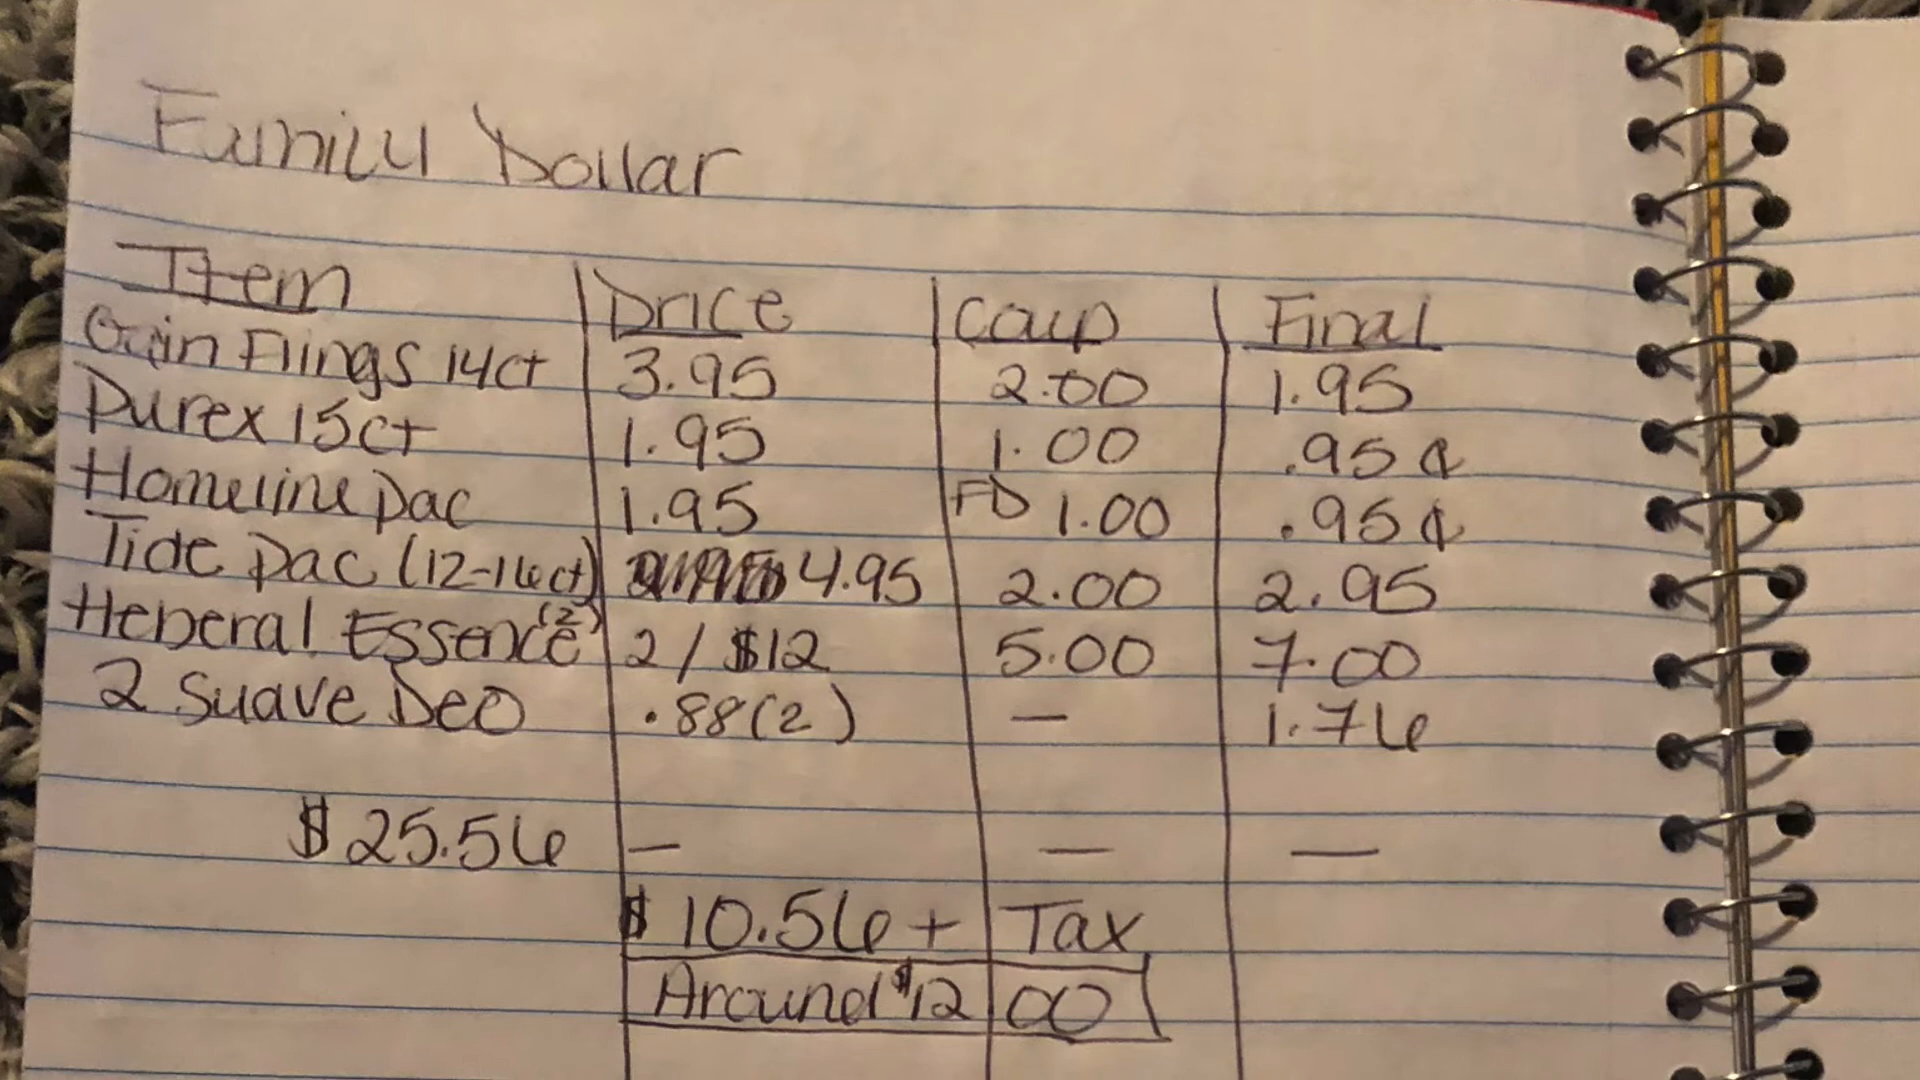 Family Dollar
Item Price Coup Final
Gain Flings 14ct 3.95 2.00 1.95
Purex 15ct 1.95 1.00 .95¢
Homeline Pac 1.95 FD 1.00 .95¢
Tide Pac (12-16ct) 4.95 2.00 2.95
Heberal Essence (2) 2/$12 5.00 7.00
2 Suave Deo .88(2) — 1.76
$25.56 — — —
$10.56 + Tax
Around $12 00